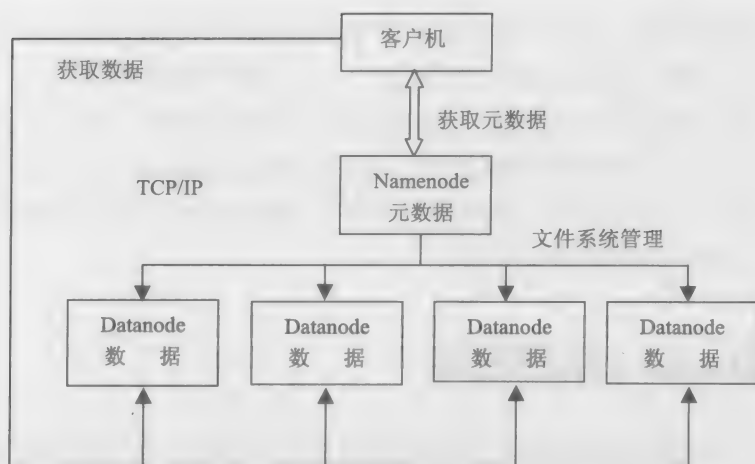 客户机
获取数据
获取元数据
TCP/IP
Namenode
元数据
文件系统管理
Datanode
数 据
Datanode
数 据
Datanode
数 据
Datanode
数 据